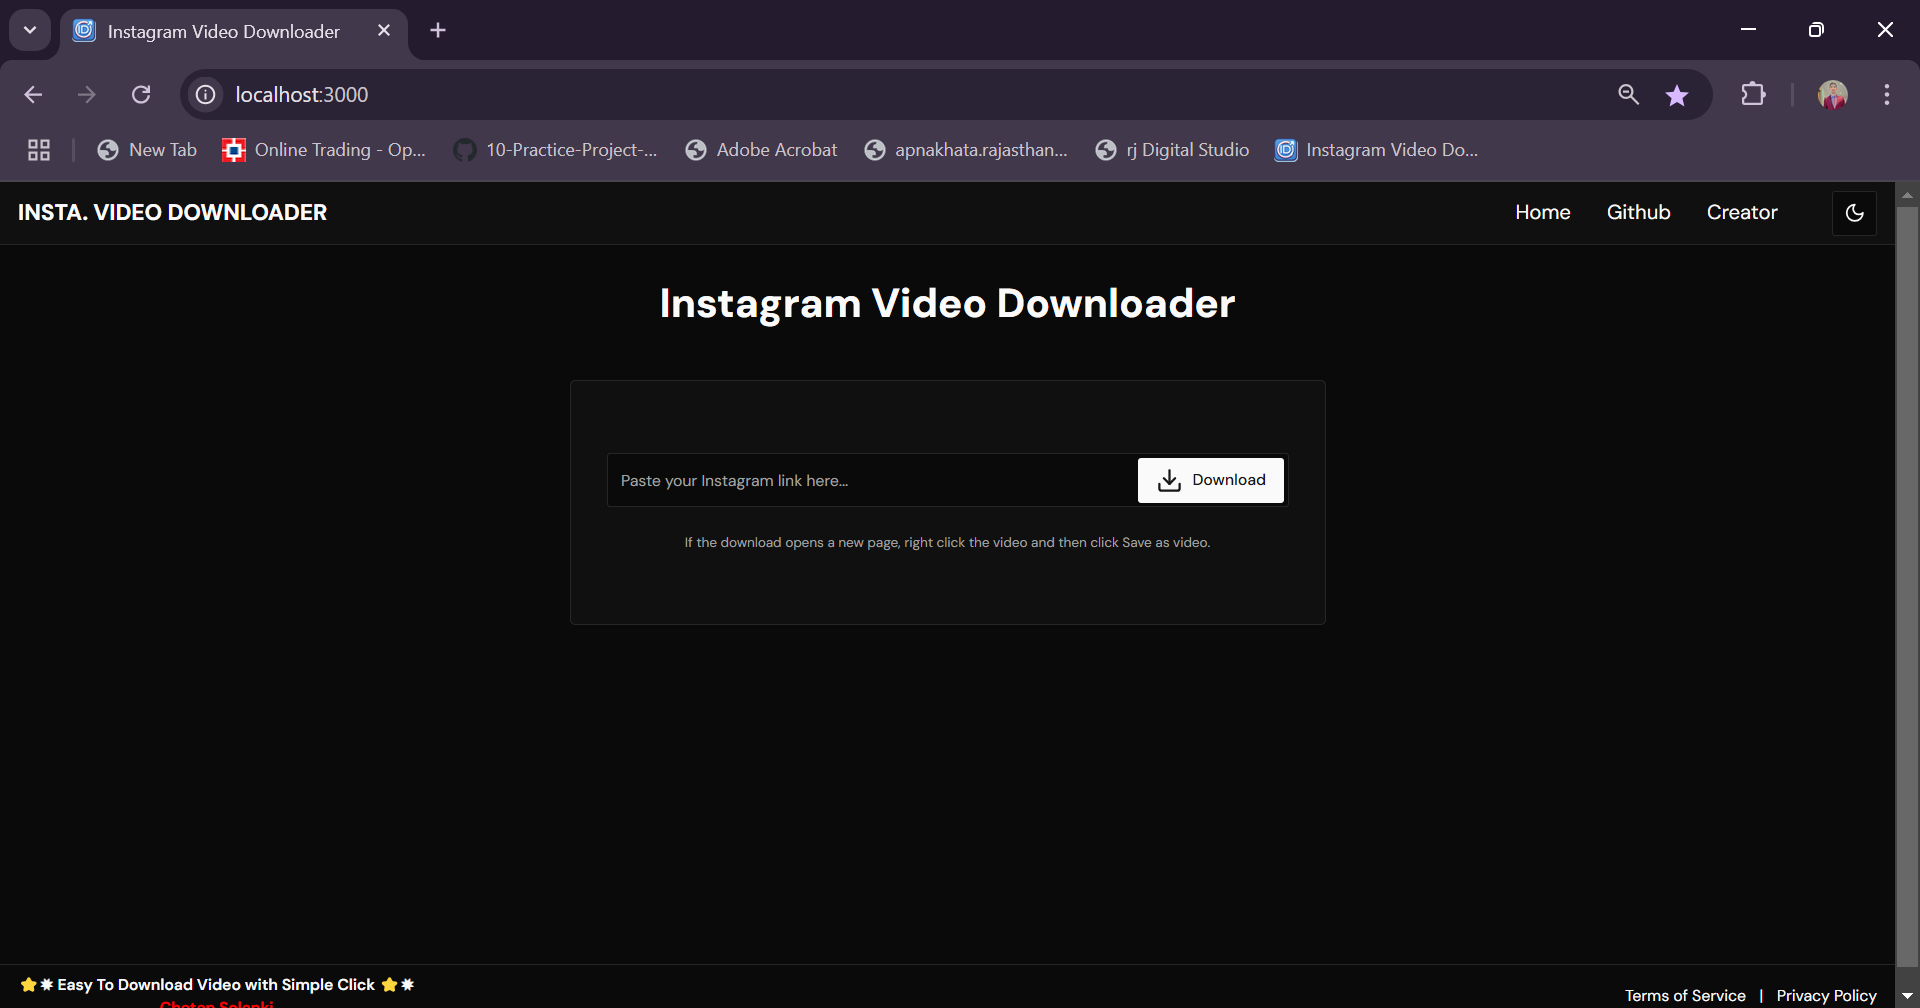 Instagram Video Downloader
localhost:3000
New Tab
Online Trading - Op...
10-Practice-Project-...
Adobe Acrobat
apnakhata.rajasthan...
rj Digital Studio
Instagram Video Do...
INSTA. VIDEO DOWNLOADER
Home
Github
Creator
Instagram Video Downloader
Paste your Instagram link here...
Download
If the download opens a new page, right click the video and then click Save as video.
⭐✸ Easy To Download Video with Simple Click ⭐✸
Chetan Solanki
Terms of Service | Privacy Policy